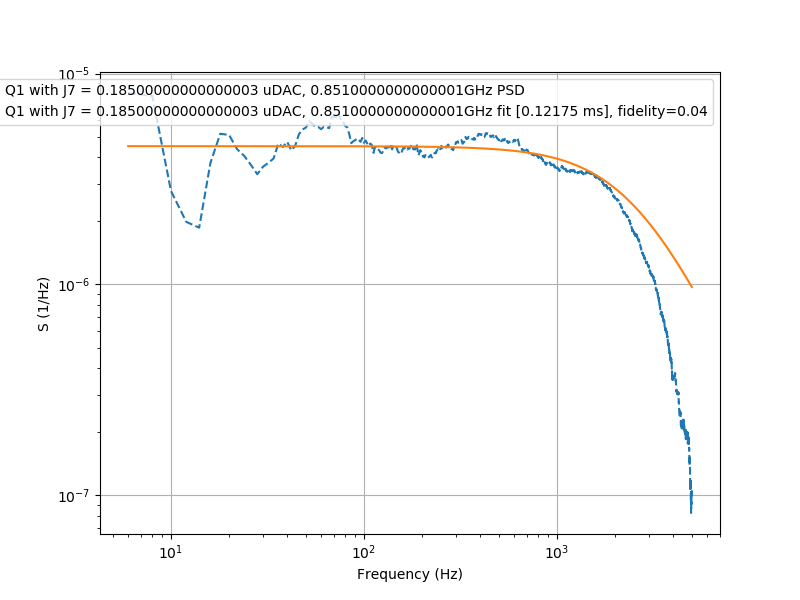 Q1 with J7 = 0.18500000000000003 uDAC, 0.8510000000000001GHz PSD
Q1 with J7 = 0.18500000000000003 uDAC, 0.8510000000000001GHz fit [0.12175 ms], fidelity=0.04
10⁻⁵
10⁻⁶
10⁻⁷
S (1/Hz)
10¹ 10² 10³
Frequency (Hz)